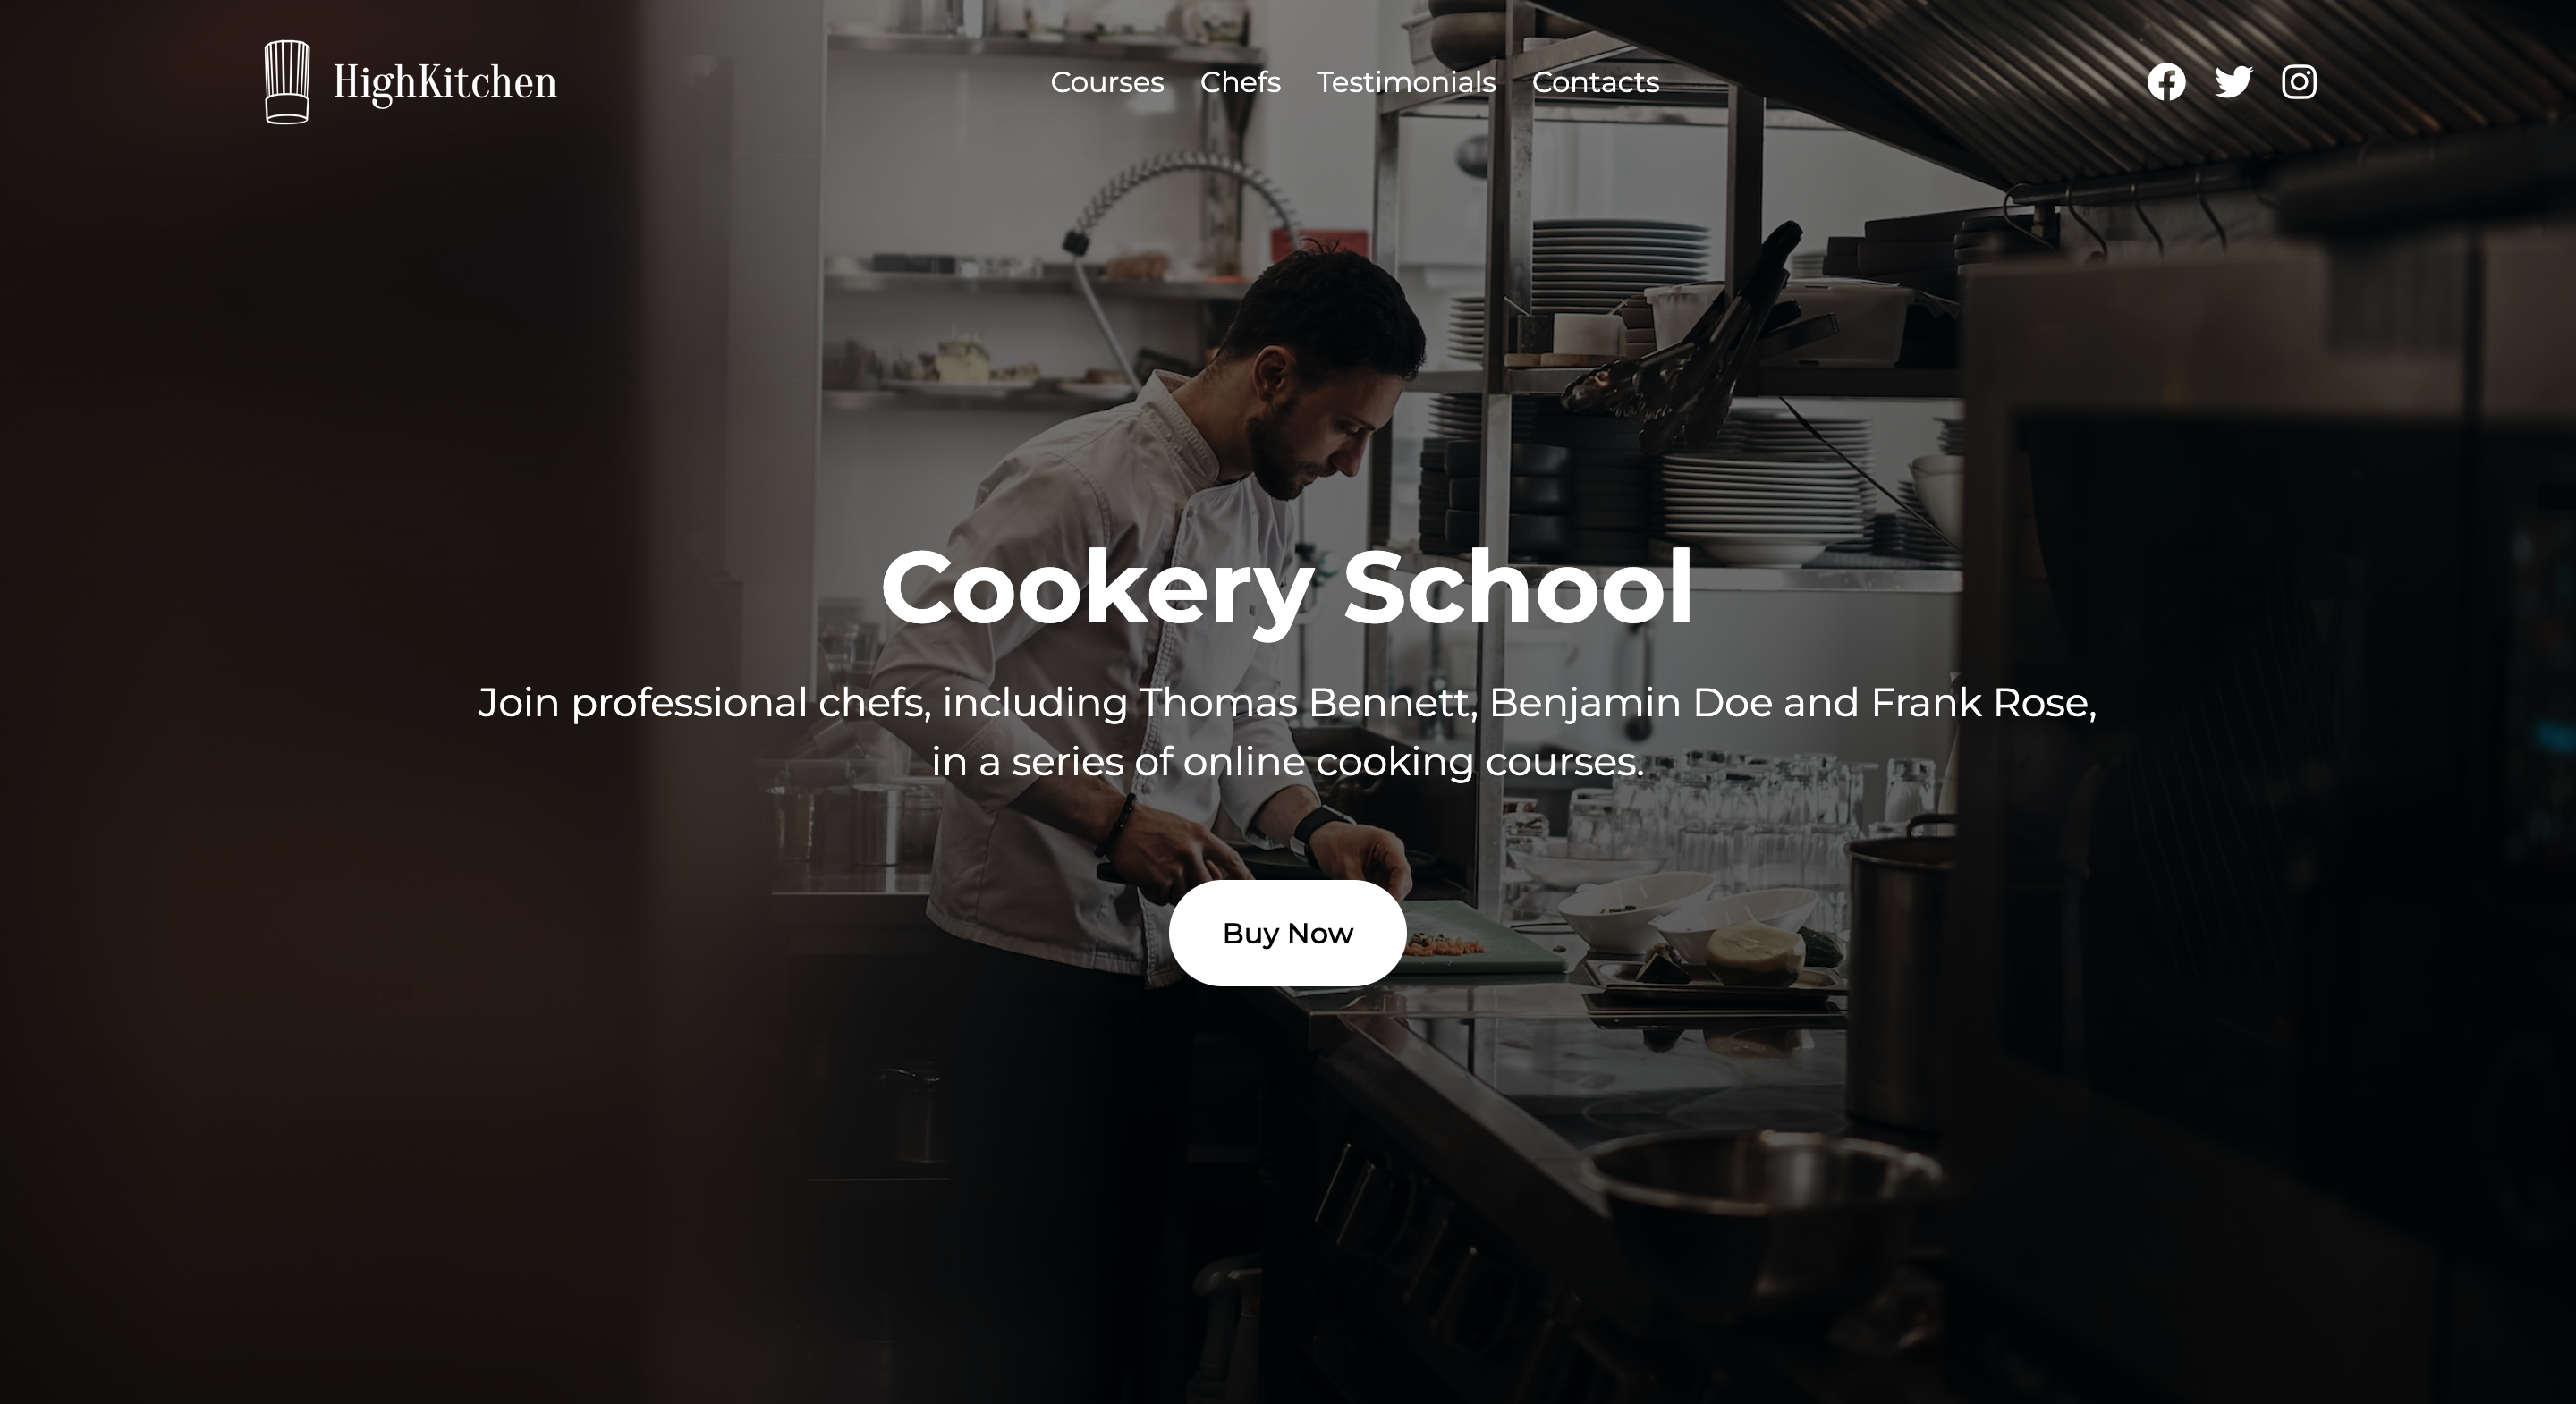 HighKitchen
Courses Chefs Testimonials Contacts
Cookery School
Join professional chefs, including Thomas Bennett, Benjamin Doe and Frank Rose,
in a series of online cooking courses.
Buy Now